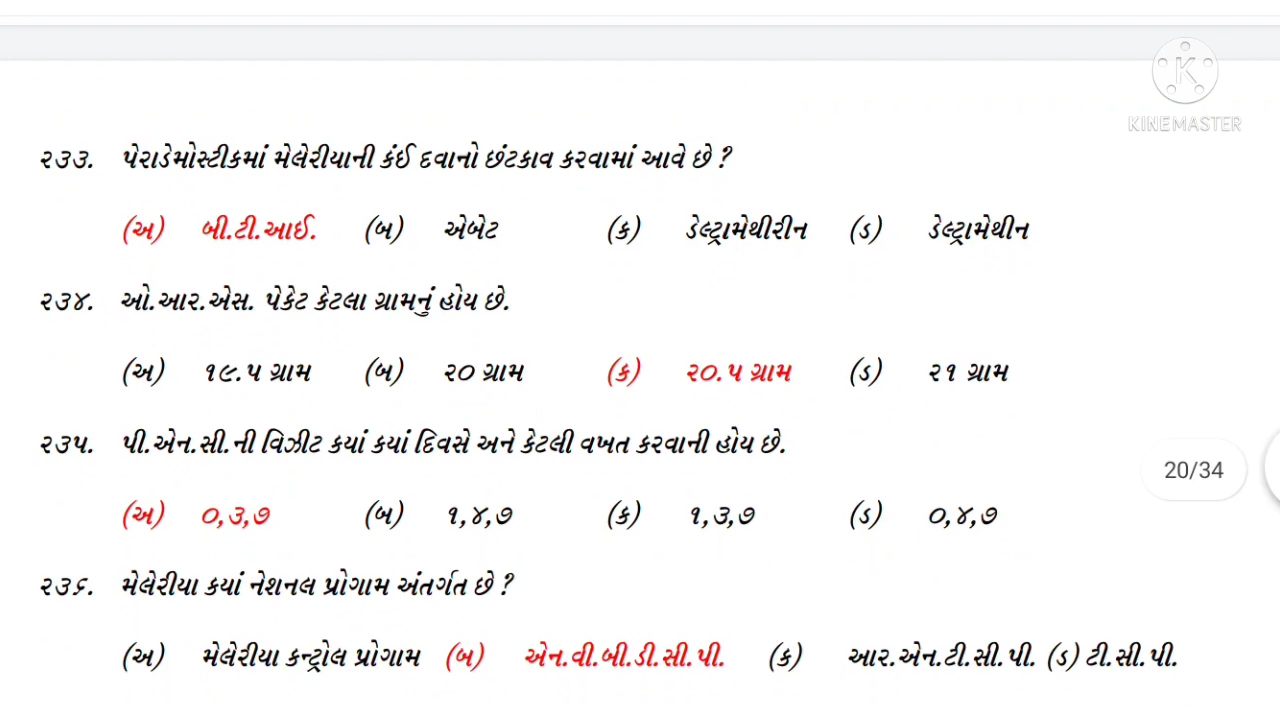 KINEMASTER
૨૩૩. પેરાડેમોસ્ટીકમાં મેલેરીયાની કંઈ દવાનો છંટકાવ કરવામાં આવે છે ?
(અ) બી.ટી.આઈ. (બ) એબેટ (ક) ડેલ્ટ્રામેથીરીન (ડ) ડેલ્ટ્રામેથીન
૨૩૪. ઓ.આર.એસ. પેકેટ કેટલા ગ્રામનું હોય છે.
(અ) ૧૯.૫ ગ્રામ (બ) ૨૦ ગ્રામ (ક) ૨૦.૫ ગ્રામ (ડ) ૨૧ ગ્રામ
૨૩૫. પી.એન.સી.ની વિઝીટ કયાં કયાં દિવસે અને કેટલી વખત કરવાની હોય છે.
20/34
(અ) ૦,૩,૭ (બ) ૧,૪,૭ (ક) ૧,૩,૭ (ડ) ૦,૪,૭
૨૩૬. મેલેરીયા કયાં નેશનલ પ્રોગામ અંતર્ગત છે ?
(અ) મેલેરીયા કન્ટ્રોલ પ્રોગામ (બ) એન.વી.બી.ડી.સી.પી. (ક) આર.એન.ટી.સી.પી. (ડ) ટી.સી.પી.